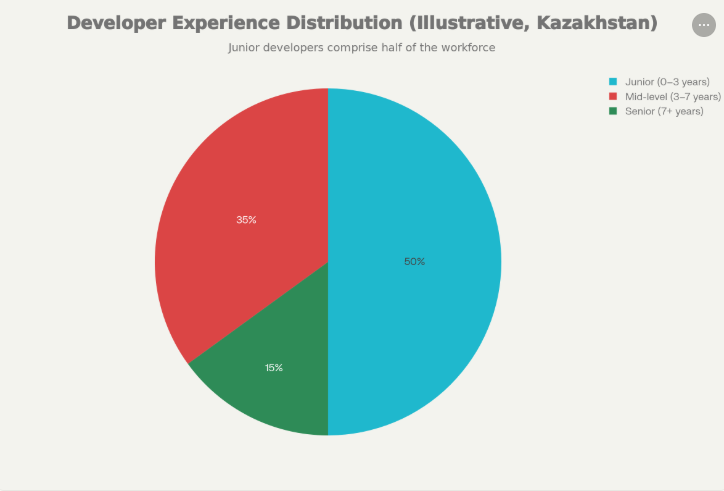 Developer Experience Distribution (Illustrative, Kazakhstan)
Junior developers comprise half of the workforce
Junior (0–3 years)
Mid-level (3–7 years)
Senior (7+ years)
35%
50%
15%